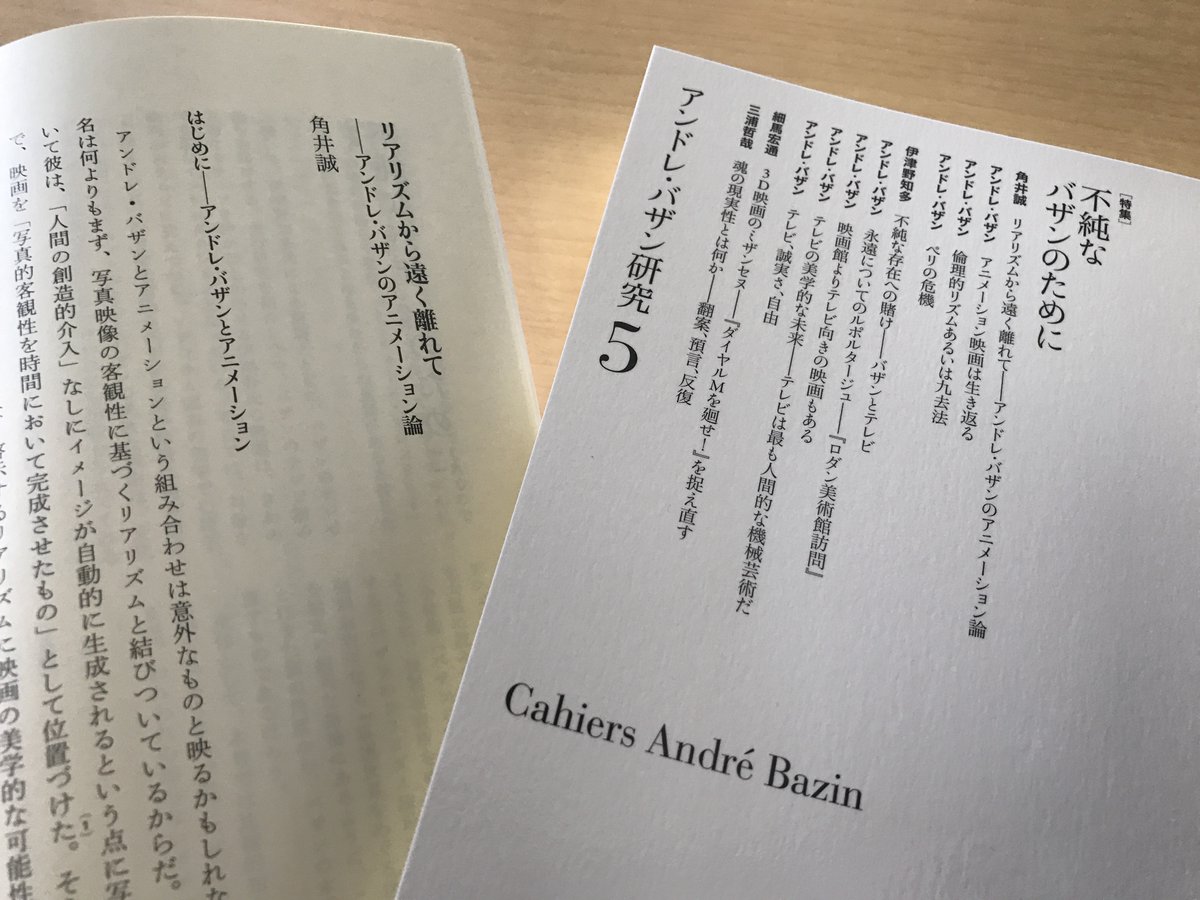 リアリズムから遠く離れて
――アンドレ・バザンのアニメーション論
角井誠
はじめに――アンドレ・バザンとアニメーション
アンドレ・バザンとアニメーションという組み合わせは意外なものと映るかもしれな
名は何よりもまず、写真映像の客観性に基づくリアリズムと結びついているからだ。
いて彼は、「人間の創造的介入」なしにイメージが自動的に生成されるという点に写
で、映画を「写真的客観性を時間において完成させたもの」として位置づけた。(1) そ
するリアリズムに映画の美学的な可能性
[特集]
不純な
バザンのために
角井誠 リアリズムから遠く離れて――アンドレ・バザンのアニメーション論
アンドレ・バザン アニメーション映画は生き返る
アンドレ・バザン 倫理的リズムあるいは九去法
アンドレ・バザン ペリの危機
伊津野知多 不純な存在への賭け――バザンとテレビ
アンドレ・バザン 永遠についてのルポルタージュ――『ロダン美術館訪問』
アンドレ・バザン 映画館よりテレビ向きの映画もある
アンドレ・バザン テレビの美学的な未来――テレビは最も人間的な機械芸術だ
アンドレ・バザン テレビ、誠実さ、自由
細馬宏通 3D映画のミザンセヌ――『ダイヤルMを廻せ!』を捉え直す
三浦哲哉 魂の現実性とは何か――翻案、預言、反復
アンドレ・バザン研究 5
Cahiers André Bazin